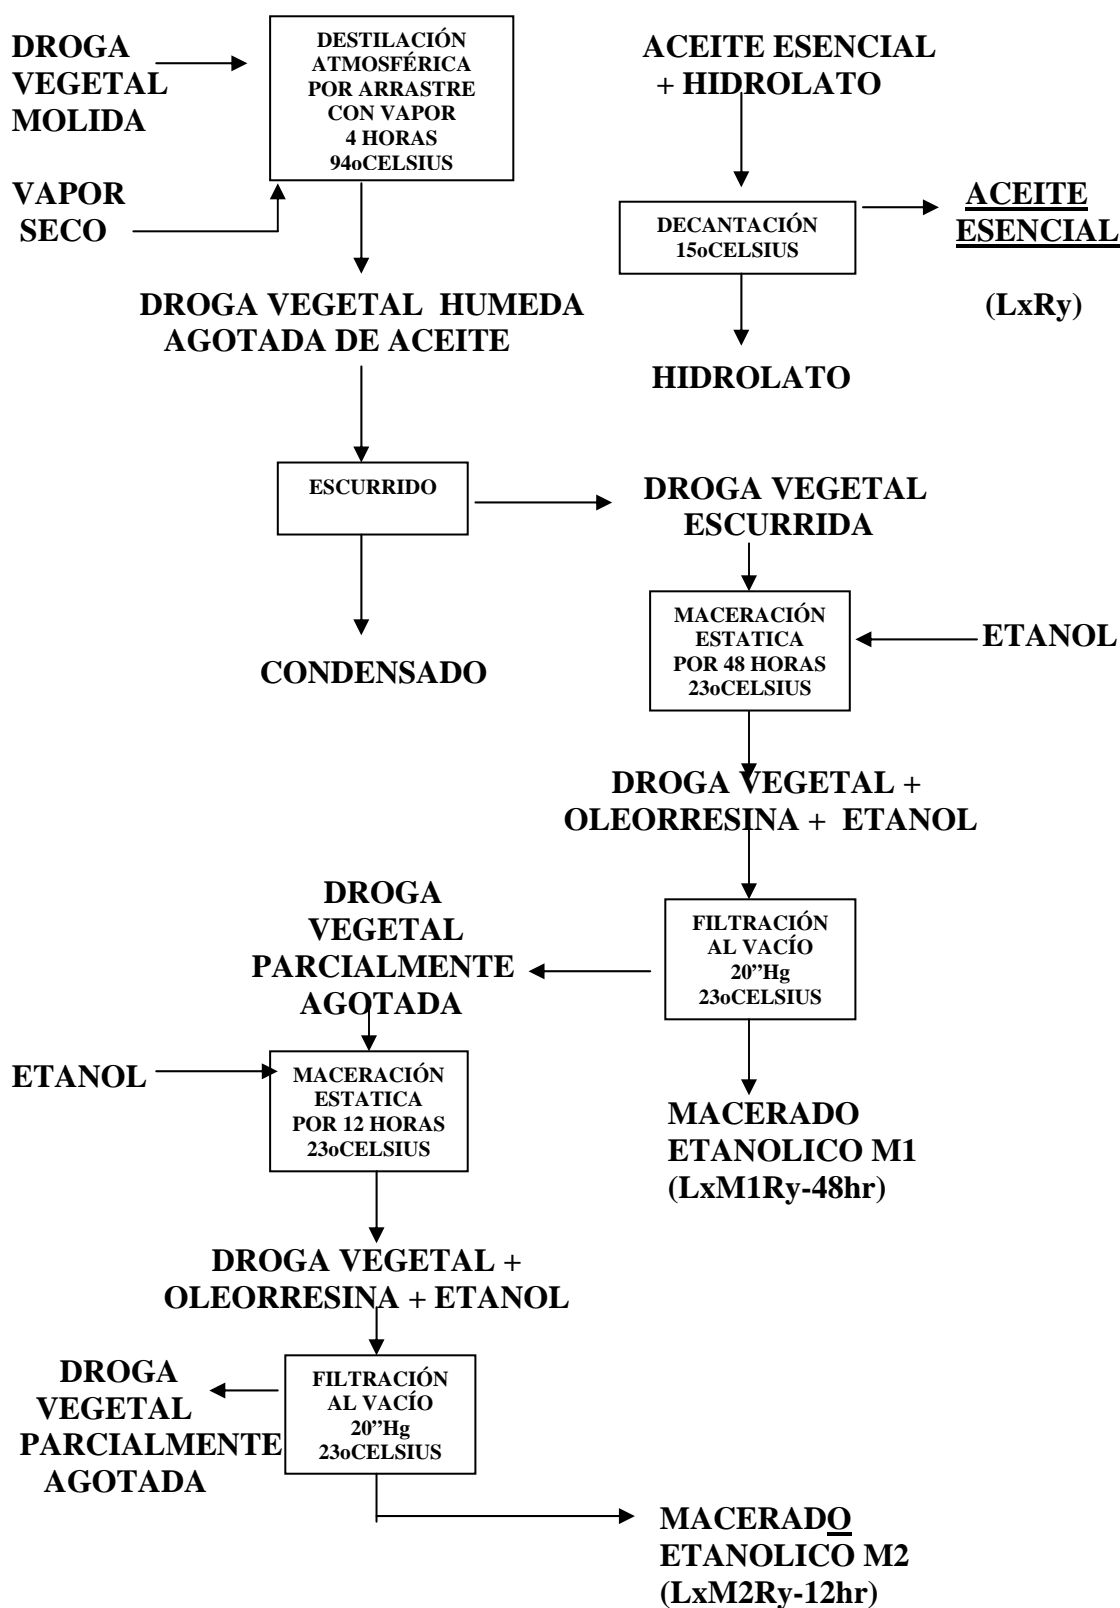 DROGA
VEGETAL
MOLIDA
DESTILACIÓN
ATMOSFÉRICA
POR ARRASTRE
CON VAPOR
4 HORAS
94oCELSIUS
VAPOR
SECO
ACEITE ESENCIAL
+ HIDROLATO
DECANTACIÓN
15oCELSIUS
ACEITE
ESENCIAL
(LxRy)
HIDROLATO
DROGA VEGETAL HUMEDA
AGOTADA DE ACEITE
ESCURRIDO
CONDENSADO
DROGA VEGETAL
ESCURRIDA
MACERACIÓN
ESTATICA
POR 48 HORAS
23oCELSIUS
ETANOL
DROGA VEGETAL +
OLEORRESINA + ETANOL
FILTRACIÓN
AL VACÍO
20”Hg
23oCELSIUS
DROGA
VEGETAL
PARCIALMENTE
AGOTADA
MACERADO
ETANOLICO M1
(LxM1Ry-48hr)
ETANOL
MACERACIÓN
ESTATICA
POR 12 HORAS
23oCELSIUS
DROGA VEGETAL +
OLEORRESINA + ETANOL
FILTRACIÓN
AL VACÍO
20”Hg
23oCELSIUS
DROGA
VEGETAL
PARCIALMENTE
AGOTADA
MACERADO
ETANOLICO M2
(LxM2Ry-12hr)